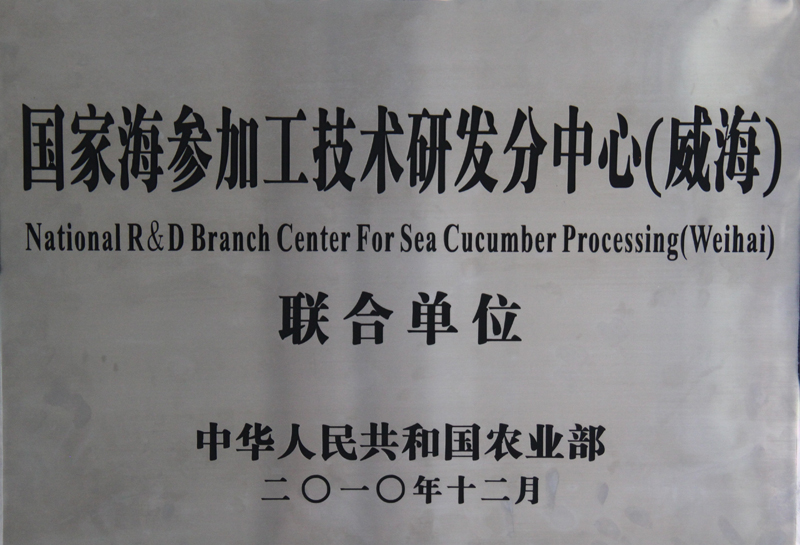 国家海参加工技术研发分中心(威海)
National R&D Branch Center For Sea Cucumber Processing(Weihai)
联合单位
中华人民共和国农业部
二〇一〇年十二月